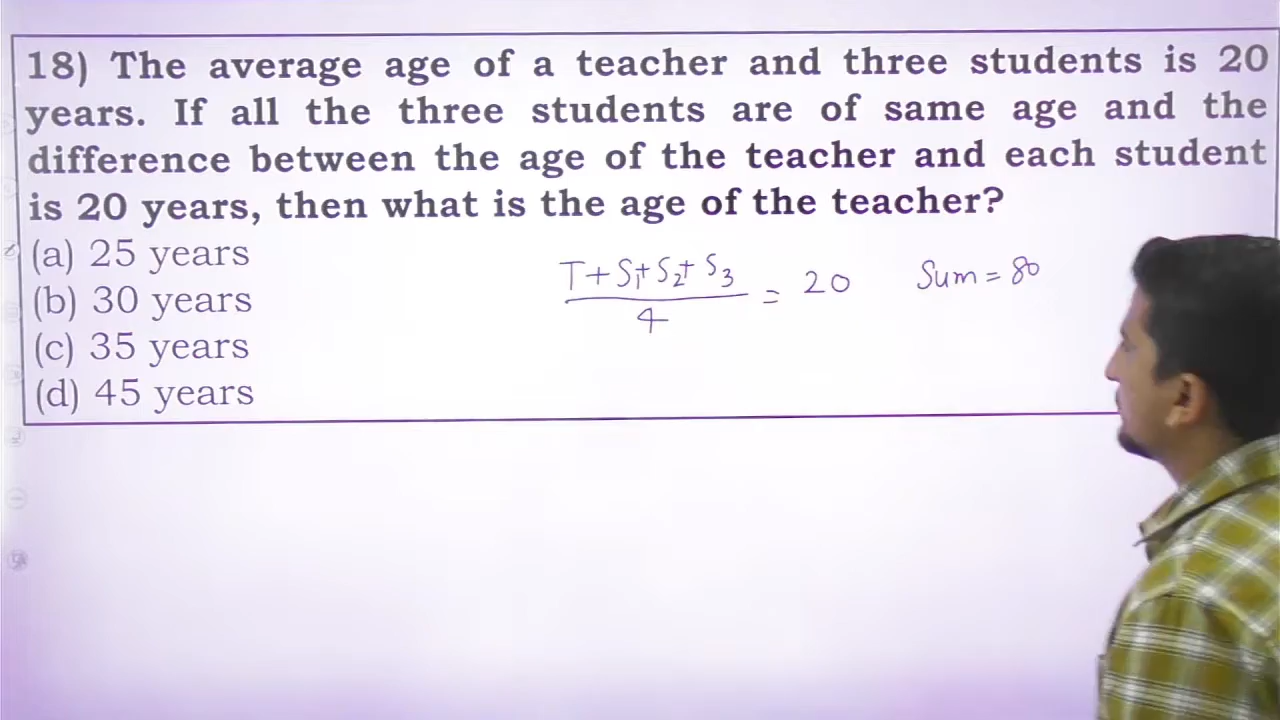 18) The average age of a teacher and three students is 20
years. If all the three students are of same age and the
difference between the age of the teacher and each student
is 20 years, then what is the age of the teacher?
(a) 25 years
(b) 30 years
(c) 35 years
(d) 45 years
T+S₁+S₂+S₃
4
= 20
Sum = 80